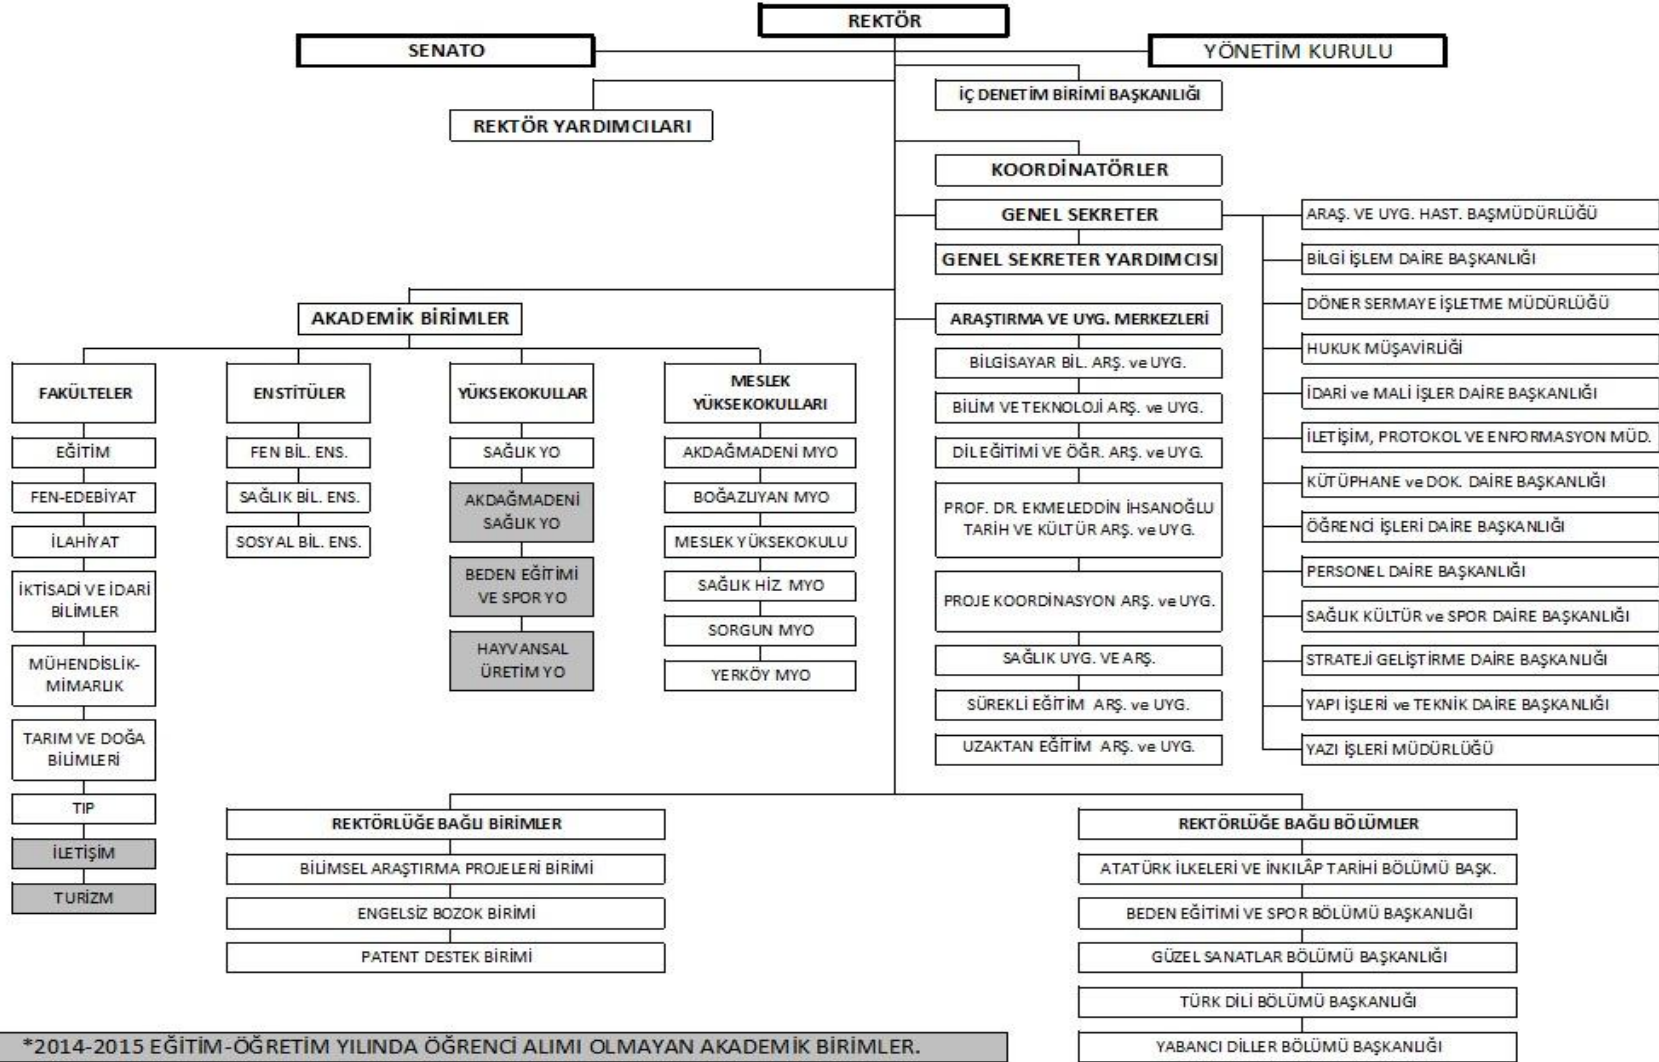 REKTÖR
SENATO
YÖNETİM KURULU
İÇ DENETİM BİRİMİ BAŞKANLIĞI
REKTÖR YARDIMCILARI
KOORDİNATÖRLER
GENEL SEKRETER
GENEL SEKRETER YARDIMCISI
ARAŞ. VE UYG. HAST. BAŞMÜDÜRLÜĞÜ
BİLGİ İŞLEM DAİRE BAŞKANLIĞI
DÖNER SERMAYE İŞLETME MÜDÜRLÜĞÜ
HUKUK MÜŞAVİRLİĞİ
İDARİ ve MALİ İŞLER DAİRE BAŞKANLIĞI
İLETİŞİM, PROTOKOL VE ENFORMASYON MÜD.
KÜTÜPHANE ve DOK. DAİRE BAŞKANLIĞI
ÖĞRENCİ İŞLERİ DAİRE BAŞKANLIĞI
PERSONEL DAİRE BAŞKANLIĞI
SAĞLIK KÜLTÜR ve SPOR DAİRE BAŞKANLIĞI
STRATEJİ GELİŞTİRME DAİRE BAŞKANLIĞI
YAPI İŞLERİ ve TEKNİK DAİRE BAŞKANLIĞI
YAZI İŞLERİ MÜDÜRLÜĞÜ
ARAŞTIRMA VE UYG. MERKEZLERİ
BİLGİSAYAR BİL. ARŞ. ve UYG.
BİLİM VE TEKNOLOJİ ARŞ. ve UYG.
DİL EĞİTİMİ VE ÖĞR. ARŞ. ve UYG.
PROF. DR. EKMELEDDİN İHSANOĞLU
TARİH VE KÜLTÜR ARŞ. ve UYG.
PROJE KOORDİNASYON ARŞ. ve UYG.
SAĞLIK UYG. VE ARŞ.
SÜREKLİ EĞİTİM ARŞ. ve UYG.
UZAKTAN EĞİTİM ARŞ. ve UYG.
AKADEMİK BİRİMLER
FAKÜLTELER
EĞİTİM
FEN-EDEBİYAT
İLAHİYAT
İKTİSADİ VE İDARİ
BİLİMLER
MÜHENDİSLİK-
MİMARLIK
TARIM VE DOĞA
BİLİMLERİ
TIP
İLETİŞİM
TURİZM
ENSTİTÜLER
FEN BİL. ENS.
SAĞLIK BİL. ENS.
SOSYAL BİL. ENS.
YÜKSEKOKULLAR
SAĞLIK YO
AKDAĞMADENİ
SAĞLIK YO
BEDEN EĞİTİMİ
VE SPOR YO
HAYVANSAL
ÜRETİM YO
MESLEK
YÜKSEKOKULLARI
AKDAĞMADENİ MYO
BOĞAZLIYAN MYO
MESLEK YÜKSEKOKULU
SAĞLIK HİZ. MYO
SORGUN MYO
YERKÖY MYO
REKTÖRLÜĞE BAĞLI BİRİMLER
BİLİMSEL ARAŞTIRMA PROJELERİ BİRİMİ
ENGELSİZ BOZOK BİRİMİ
PATENT DESTEK BİRİMİ
REKTÖRLÜĞE BAĞLI BÖLÜMLER
ATATÜRK İLKELERİ VE İNKILÂP TARİHİ BÖLÜMÜ BAŞK.
BEDEN EĞİTİMİ VE SPOR BÖLÜMÜ BAŞKANLIĞI
GÜZEL SANATLAR BÖLÜMÜ BAŞKANLIĞI
TÜRK DİLİ BÖLÜMÜ BAŞKANLIĞI
YABANCI DİLLER BÖLÜMÜ BAŞKANLIĞI
*2014-2015 EĞİTİM-ÖĞRETİM YILINDA ÖĞRENCİ ALIMI OLMAYAN AKADEMİK BİRİMLER.